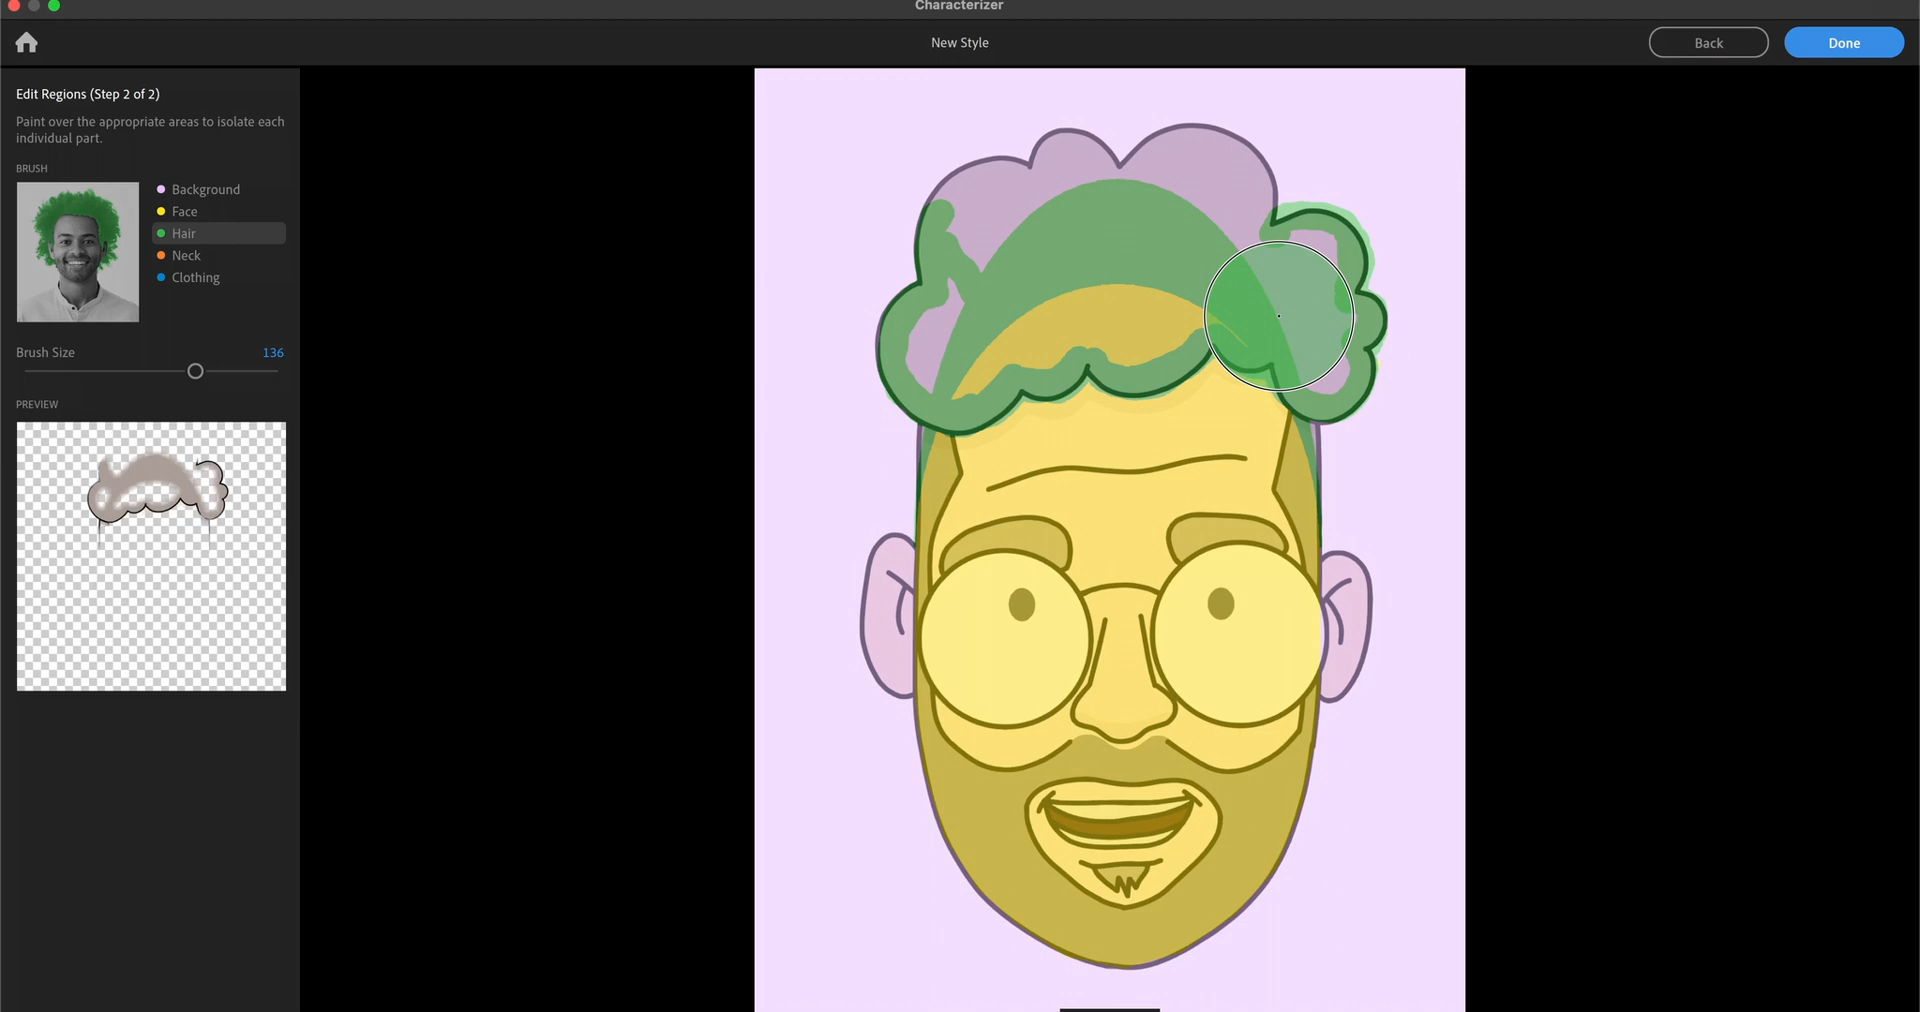 Characterizer
New Style
Back
Done
Edit Regions (Step 2 of 2)
Paint over the appropriate areas to isolate each
individual part.
BRUSH
Background
Face
Hair
Neck
Clothing
Brush Size
136
PREVIEW